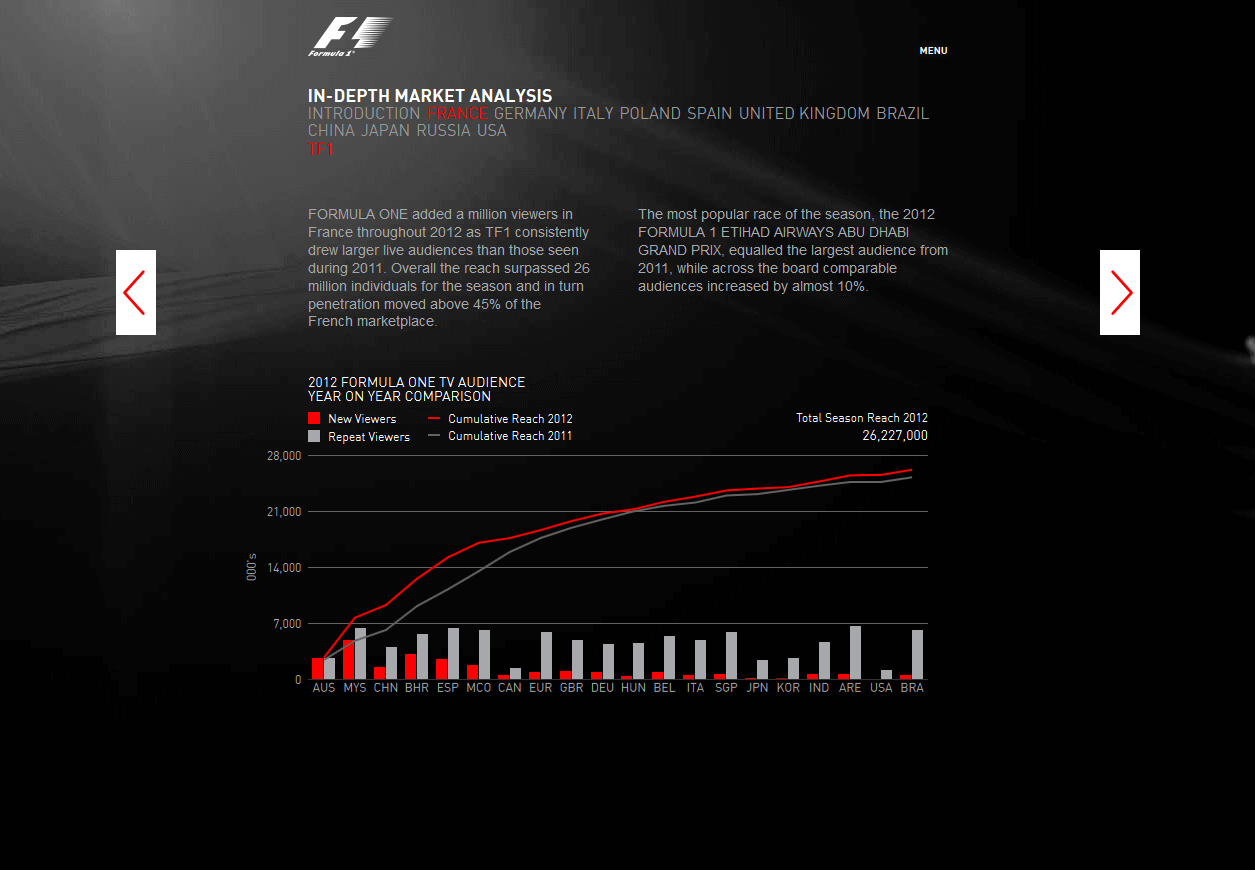 Formula 1®
MENU
IN-DEPTH MARKET ANALYSIS
INTRODUCTION FRANCE GERMANY ITALY POLAND SPAIN UNITED KINGDOM BRAZIL
CHINA JAPAN RUSSIA USA
FORMULA ONE added a million viewers in
France throughout 2012 as TF1 consistently
drew larger live audiences than those seen
during 2011. Overall the reach surpassed 26
million individuals for the season and in turn
penetration moved above 45% of the
French marketplace.
The most popular race of the season, the 2012
FORMULA 1 ETIHAD AIRWAYS ABU DHABI
GRAND PRIX, equalled the largest audience from
2011, while across the board comparable
audiences increased by almost 10%.
2012 FORMULA ONE TV AUDIENCE
YEAR ON YEAR COMPARISON
New Viewers
Cumulative Reach 2012
Total Season Reach 2012
Repeat Viewers
Cumulative Reach 2011
26,227,000
28,000
21,000
14,000
7,000
0
000's
AUS MYS CHN BHR ESP MCO CAN EUR GBR DEU HUN BEL ITA SGP JPN KOR IND ARE USA BRA